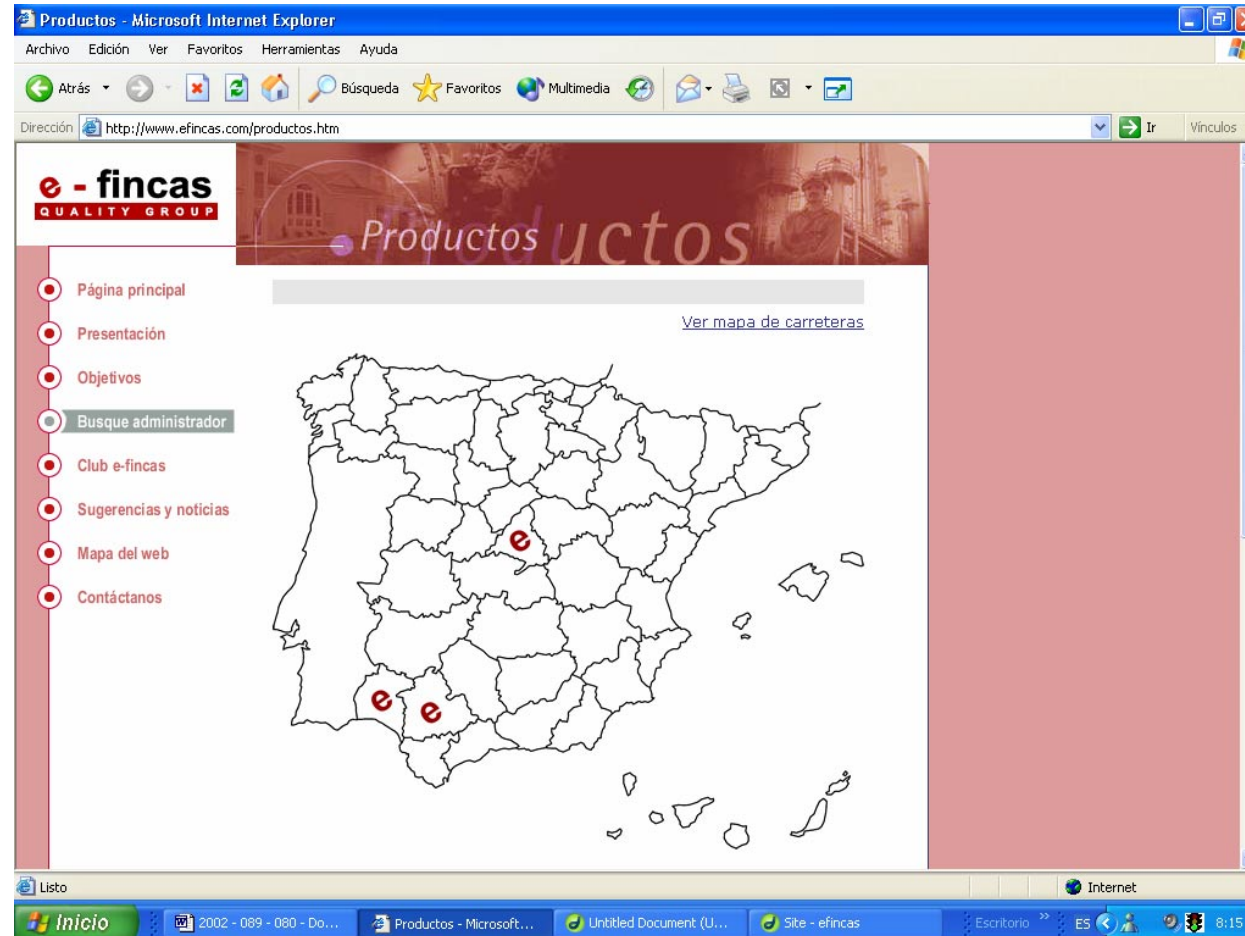 Productos - Microsoft Internet Explorer
Archivo Edición Ver Favoritos Herramientas Ayuda
Atrás Búsqueda Favoritos Multimedia
Dirección http://www.efincas.com/productos.htm Ir Vínculos
e - fincas
QUALITY GROUP
Productos uctos
Página principal
Ver mapa de carreteras
Presentación
Objetivos
Busque administrador
Club e-fincas
Sugerencias y noticias
Mapa del web
Contáctanos
e
e
e
Listo Internet
Inicio 2002 - 089 - 080 - Do... Productos - Microsoft... Untitled Document (U... Site - efincas Escritorio » ES 8:15